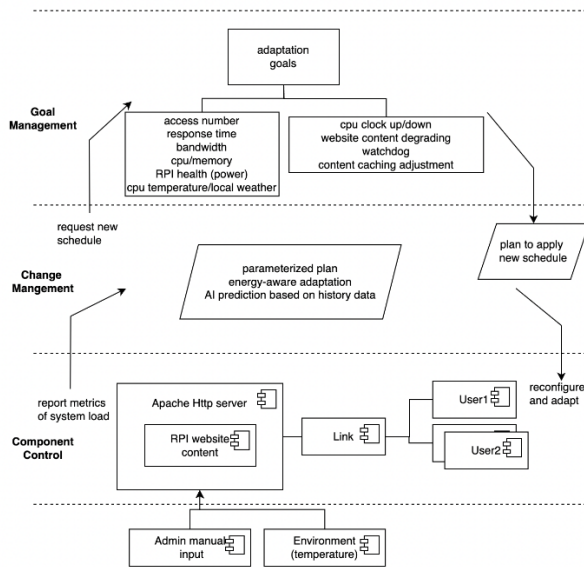 adaptation
goals
Goal
Management
access number
response time
bandwidth
cpu/memory
RPI health (power)
cpu temperature/local weather
cpu clock up/down
website content degrading
watchdog
content caching adjustment
request new
schedule
plan to apply
new schedule
Change
Management
parameterized plan
energy-aware adaptation
AI prediction based on history data
report metrics
of system load
reconfigure
and adapt
Component
Control
Apache Http server
RPI website
content
Link
User1
User2
Admin manual
input
Environment
(temperature)